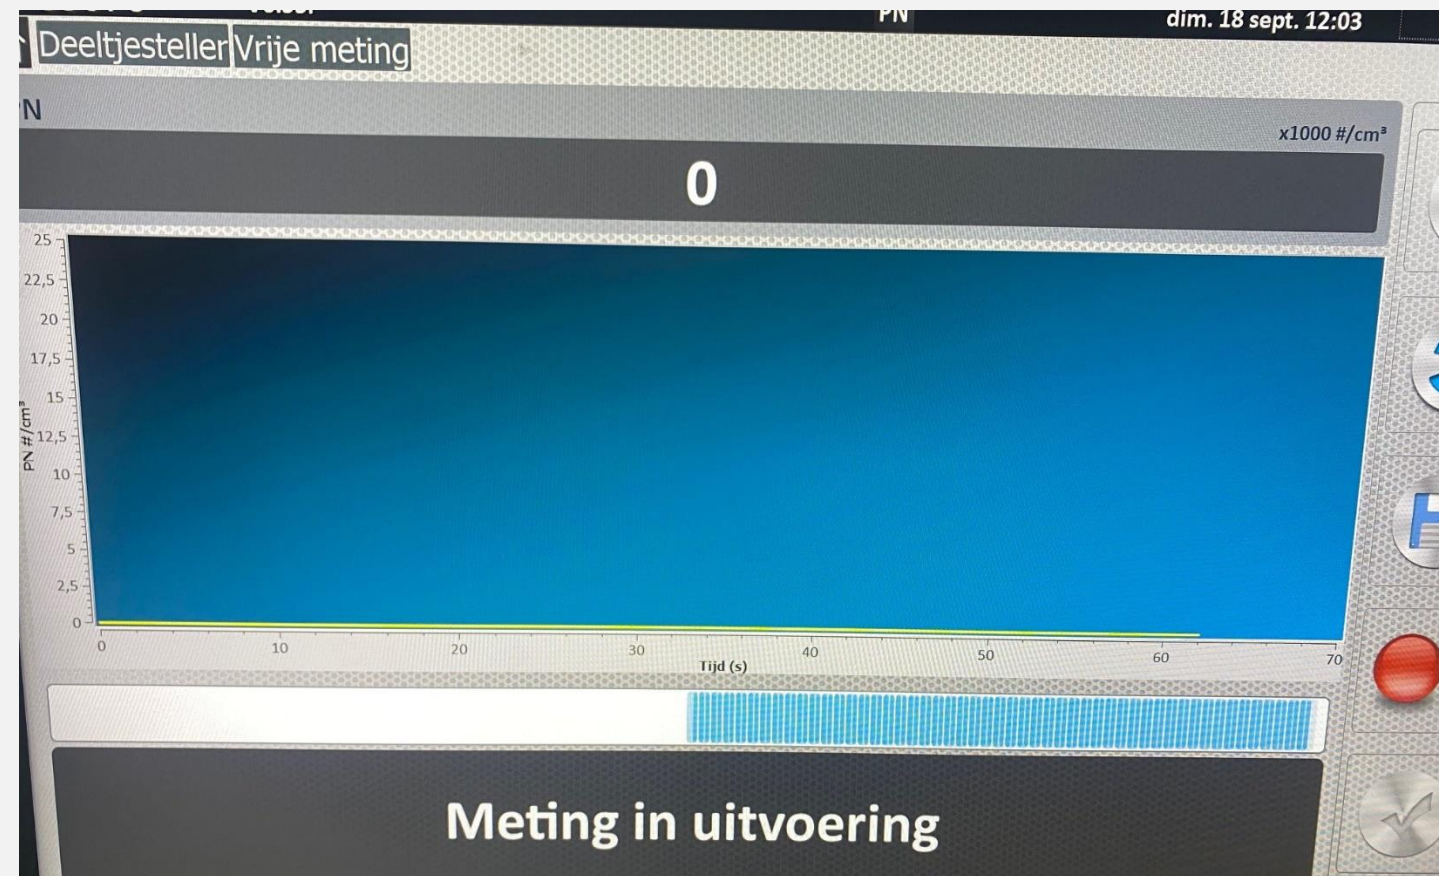 PN
dim. 18 sept. 12:03
Deeltjesteller Vrije meting
N
x1000 #/cm³
0
25
22,5
20
17,5
15
12,5
10
7,5
5
2,5
0
PN #/cm³
0 10 20 30 40 50 60 70
Tijd (s)
Meting in uitvoering